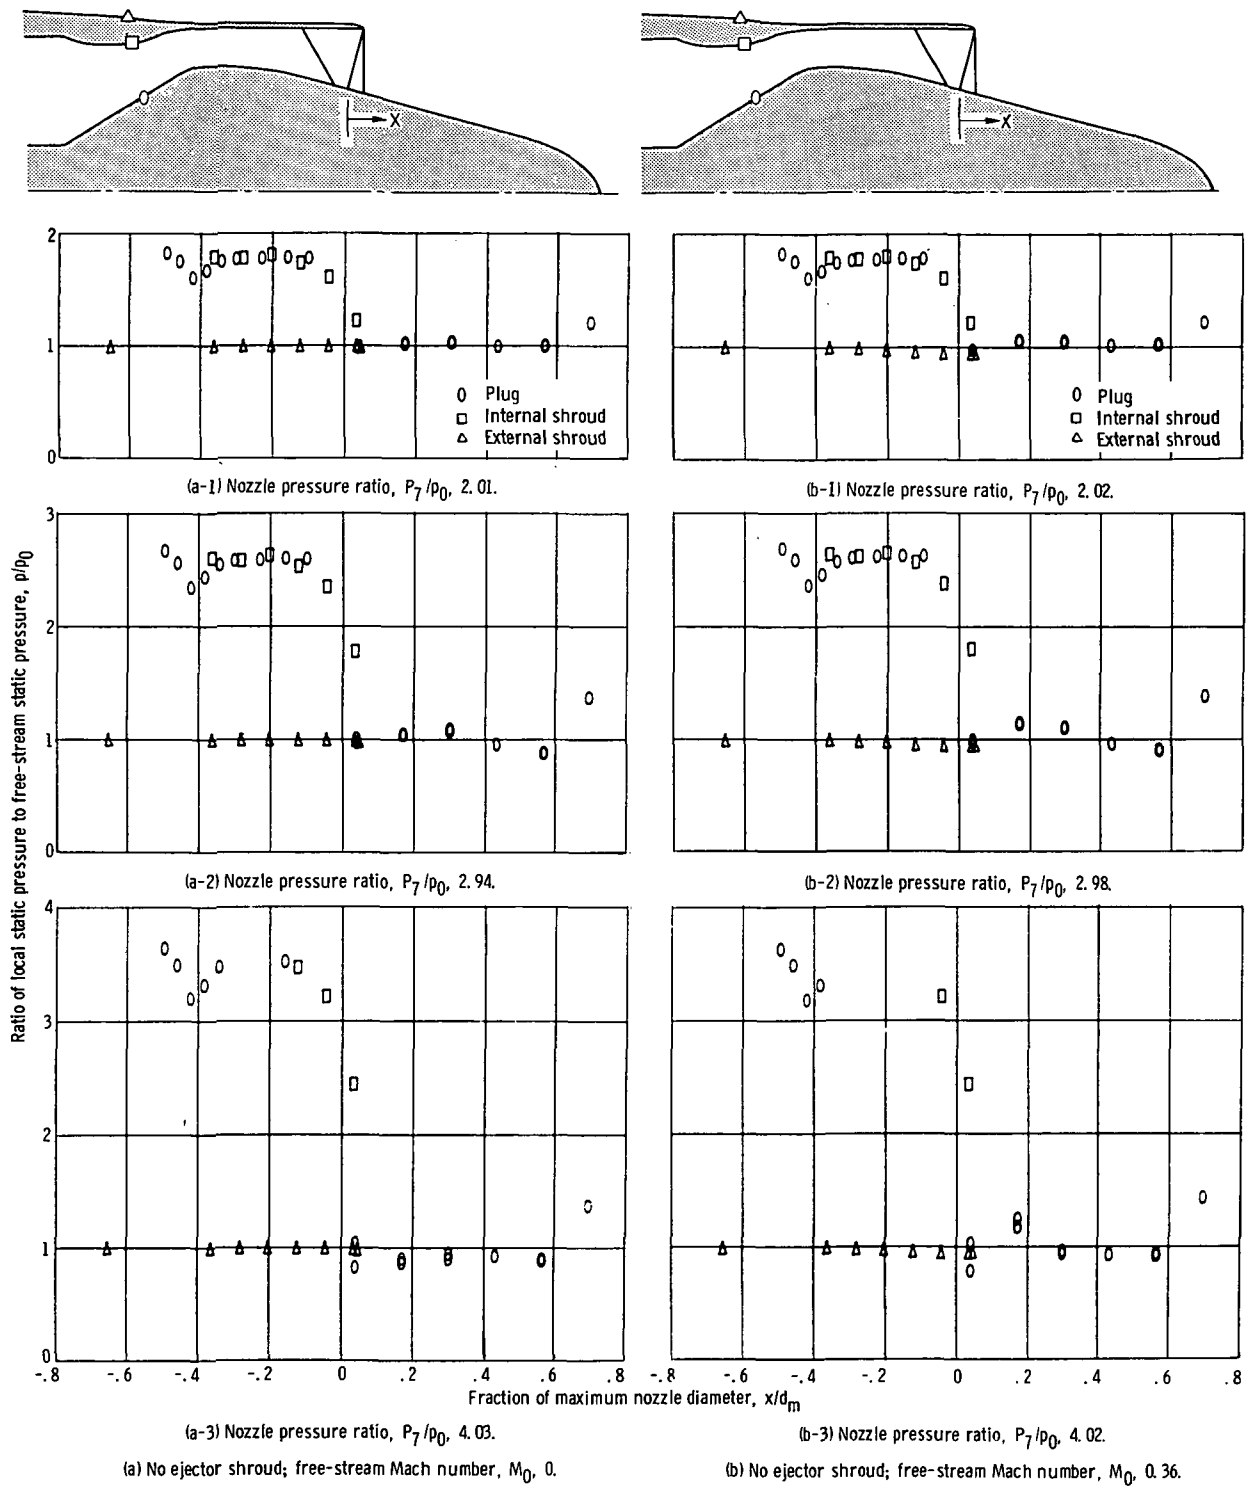 X
X
2
1
0
O Plug
□ Internal shroud
△ External shroud
O Plug
□ Internal shroud
△ External shroud
(a-1) Nozzle pressure ratio, P7/p0, 2.01.
(b-1) Nozzle pressure ratio, P7/p0, 2.02.
Ratio of local static pressure to free-stream static pressure, p/p0
3
2
1
0
(a-2) Nozzle pressure ratio, P7/p0, 2.94.
(b-2) Nozzle pressure ratio, P7/p0, 2.98.
4
3
2
1
0
-.8 -.6 -.4 -.2 0 .2 .4 .6 .8
-.8 -.6 -.4 -.2 0 .2 .4 .6 .8
Fraction of maximum nozzle diameter, x/dm
(a-3) Nozzle pressure ratio, P7/p0, 4.03.
(b-3) Nozzle pressure ratio, P7/p0, 4.02.
(a) No ejector shroud; free-stream Mach number, M0, 0.
(b) No ejector shroud; free-stream Mach number, M0, 0.36.